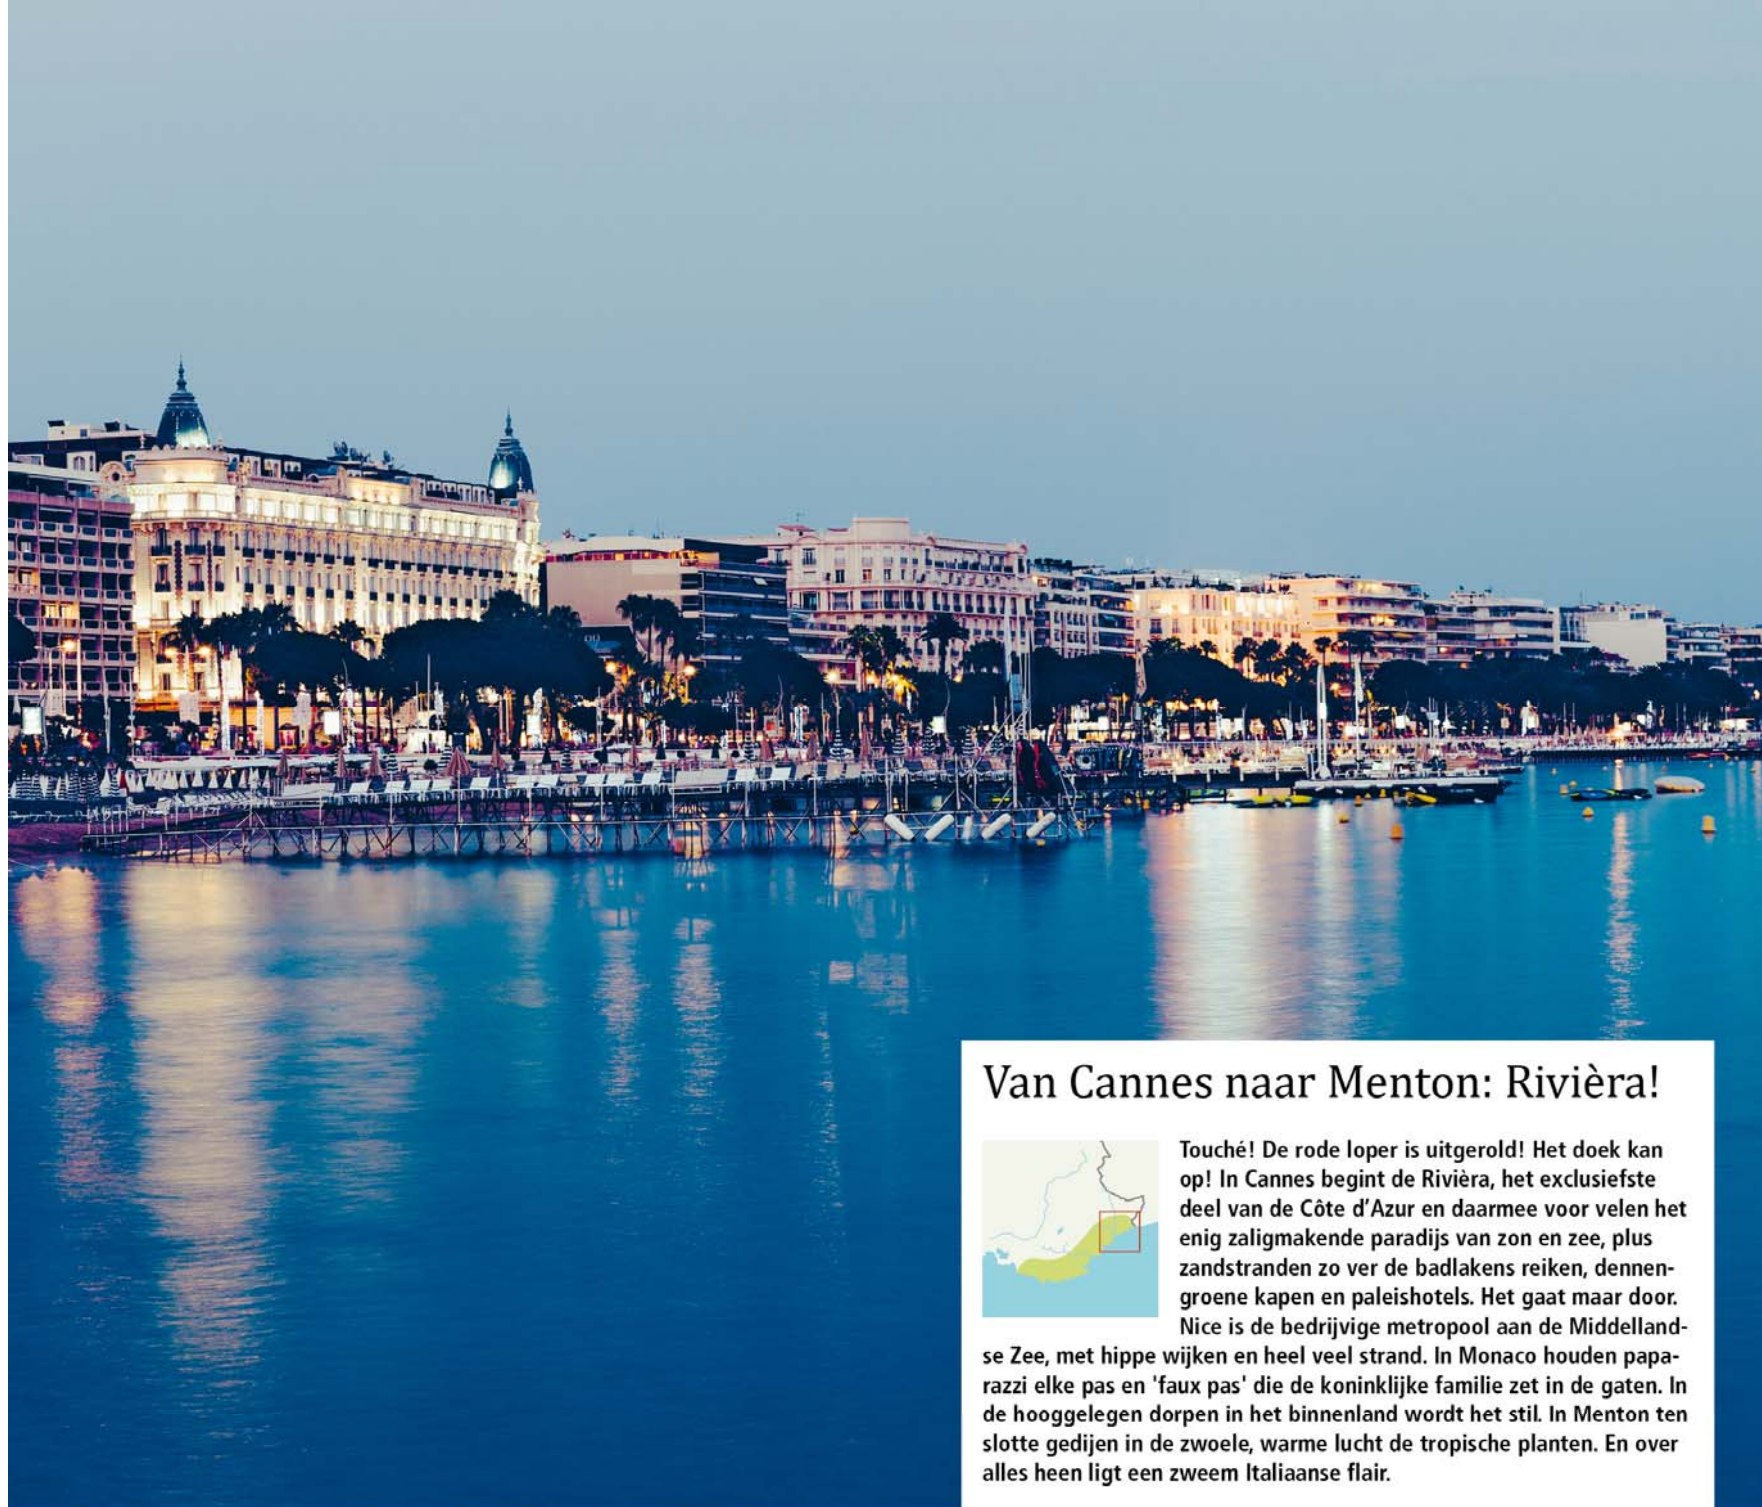 Van Cannes naar Menton: Rivièra!
Touché! De rode loper is uitgerold! Het doek kan
op! In Cannes begint de Rivièra, het exclusiefste
deel van de Côte d'Azur en daarmee voor velen het
enig zaligmakende paradijs van zon en zee, plus
zandstranden zo ver de badlakens reiken, dennen-
groene kapen en paleishotels. Het gaat maar door.
Nice is de bedrijvige metropool aan de Middelland-
se Zee, met hippe wijken en heel veel strand. In Monaco houden papa-
razzi elke pas en 'faux pas' die de koninklijke familie zet in de gaten. In
de hooggelegen dorpen in het binnenland wordt het stil. In Menton ten
slotte gedijen in de zwoele, warme lucht de tropische planten. En over
alles heen ligt een zweem Italiaanse flair.